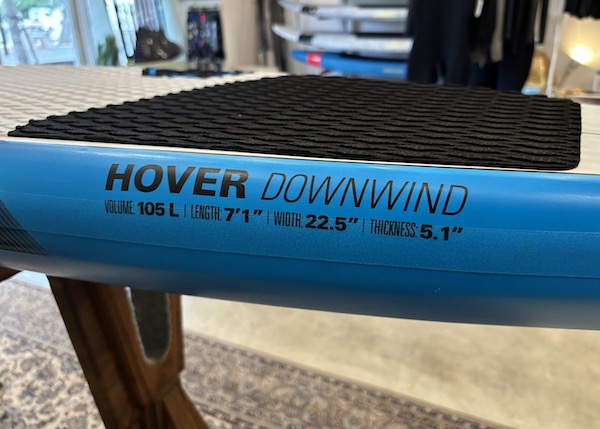 HOVER DOWNWIND
VOLUME: 105 L | LENGTH: 7'1" | WIDTH: 22.5" | THICKNESS: 5.1"